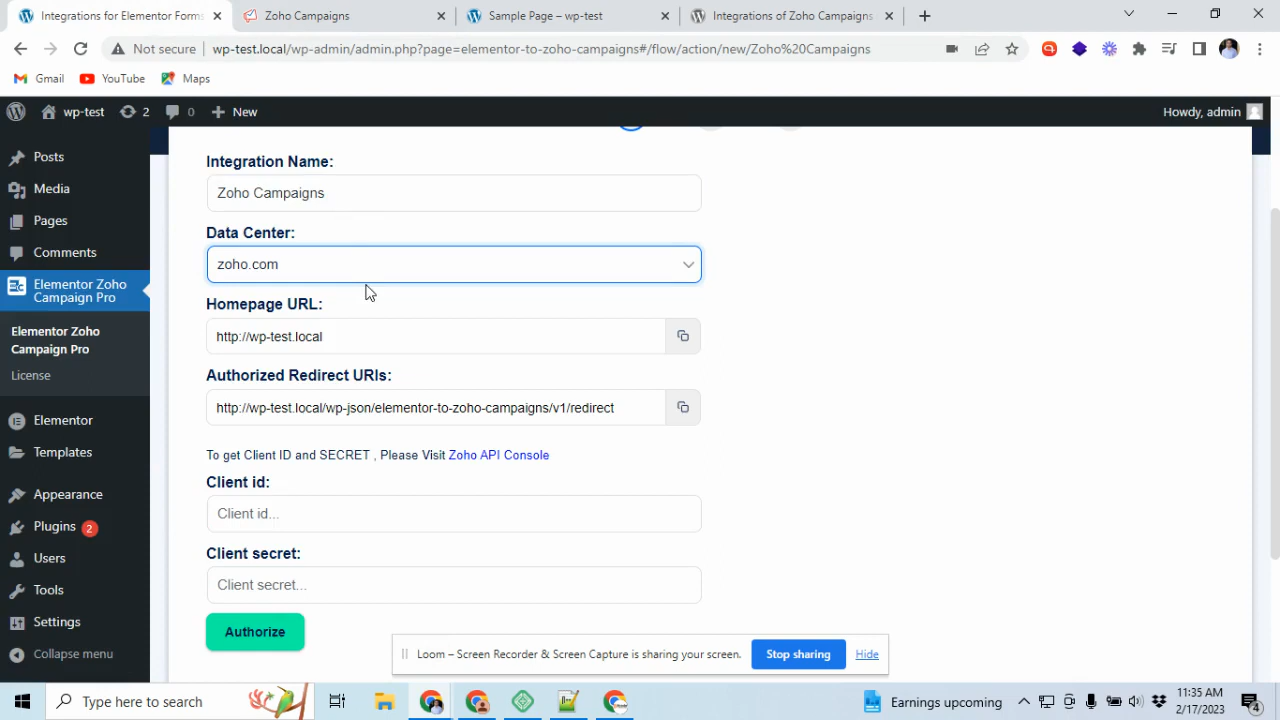 Integrations for Elementor Forms
Zoho Campaigns
Sample Page – wp-test
Integrations of Zoho Campaigns
Not secure
wp-test.local/wp-admin/admin.php?page=elementor-to-zoho-campaigns#/flow/action/new/Zoho%20Campaigns
Gmail
YouTube
Maps
wp-test
2
0
New
Howdy, admin
Posts
Media
Pages
Comments
Elementor Zoho
Campaign Pro
Elementor Zoho
Campaign Pro
License
Elementor
Templates
Appearance
Plugins 2
Users
Tools
Settings
Collapse menu
Integration Name:
Zoho Campaigns
Data Center:
zoho.com
Homepage URL:
http://wp-test.local
Authorized Redirect URIs:
http://wp-test.local/wp-json/elementor-to-zoho-campaigns/v1/redirect
To get Client ID and SECRET , Please Visit Zoho API Console
Client id:
Client id...
Client secret:
Client secret...
Authorize
Loom – Screen Recorder & Screen Capture is sharing your screen.
Stop sharing
Hide
Type here to search
Earnings upcoming
11:35 AM
2/17/2023
4